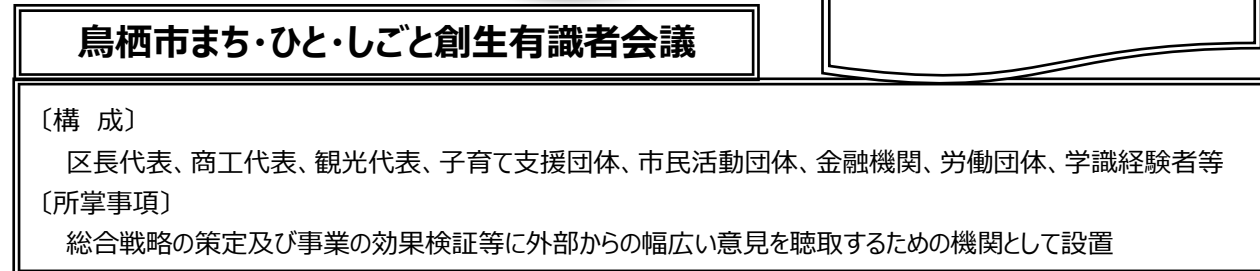 鳥栖市まち・ひと・しごと創生有識者会議
〔構　成〕
区長代表、商工代表、観光代表、子育て支援団体、市民活動団体、金融機関、労働団体、学識経験者等
〔所掌事項〕
総合戦略の策定及び事業の効果検証等に外部からの幅広い意見を聴取するための機関として設置